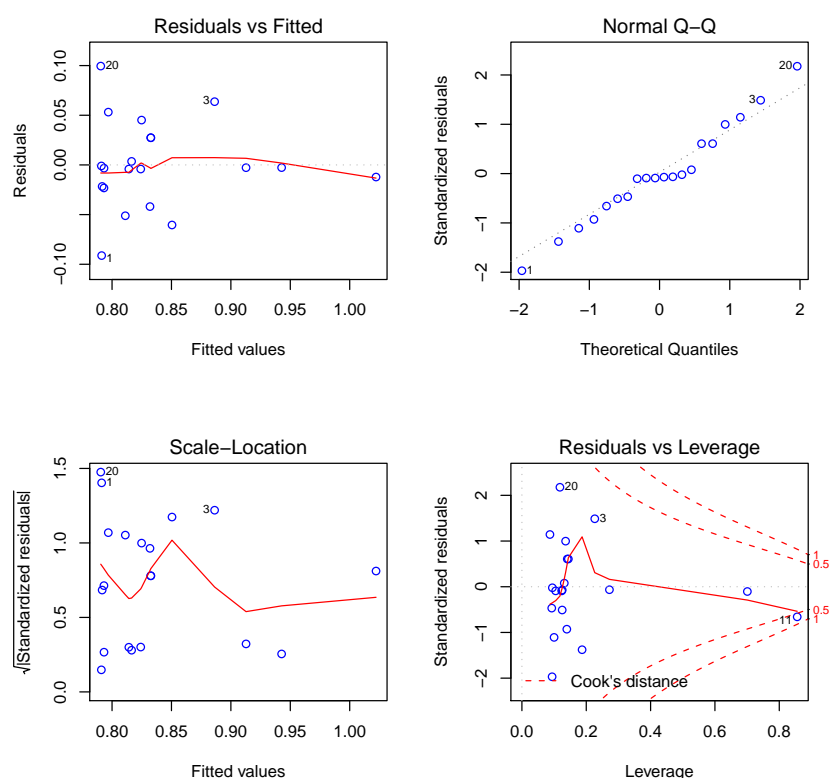 Residuals vs Fitted
Residuals
0.10
0.05
0.00
−0.10
20
3
1
0.80 0.85 0.90 0.95 1.00
Fitted values
Normal Q−Q
Standardized residuals
2
1
0
−1
−2
20
3
1
−2 −1 0 1 2
Theoretical Quantiles
Scale−Location
√|Standardized residuals|
1.5
1.0
0.5
0.0
20
1
3
0.80 0.85 0.90 0.95 1.00
Fitted values
Residuals vs Leverage
Standardized residuals
2
1
0
−1
−2
20
3
11
1
0.5
0.5
1
Cook's distance
0.0 0.2 0.4 0.6 0.8
Leverage